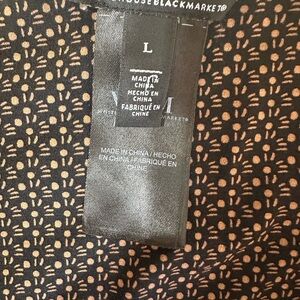 HOUSEBLACKMARKET®
L
MADE IN
CHINA
HECHO EN
CHINA
FABRIQUÉ EN
CHINE
MADE IN CHINA / HECHO
EN CHINA / FABRIQUÉ EN
CHINE